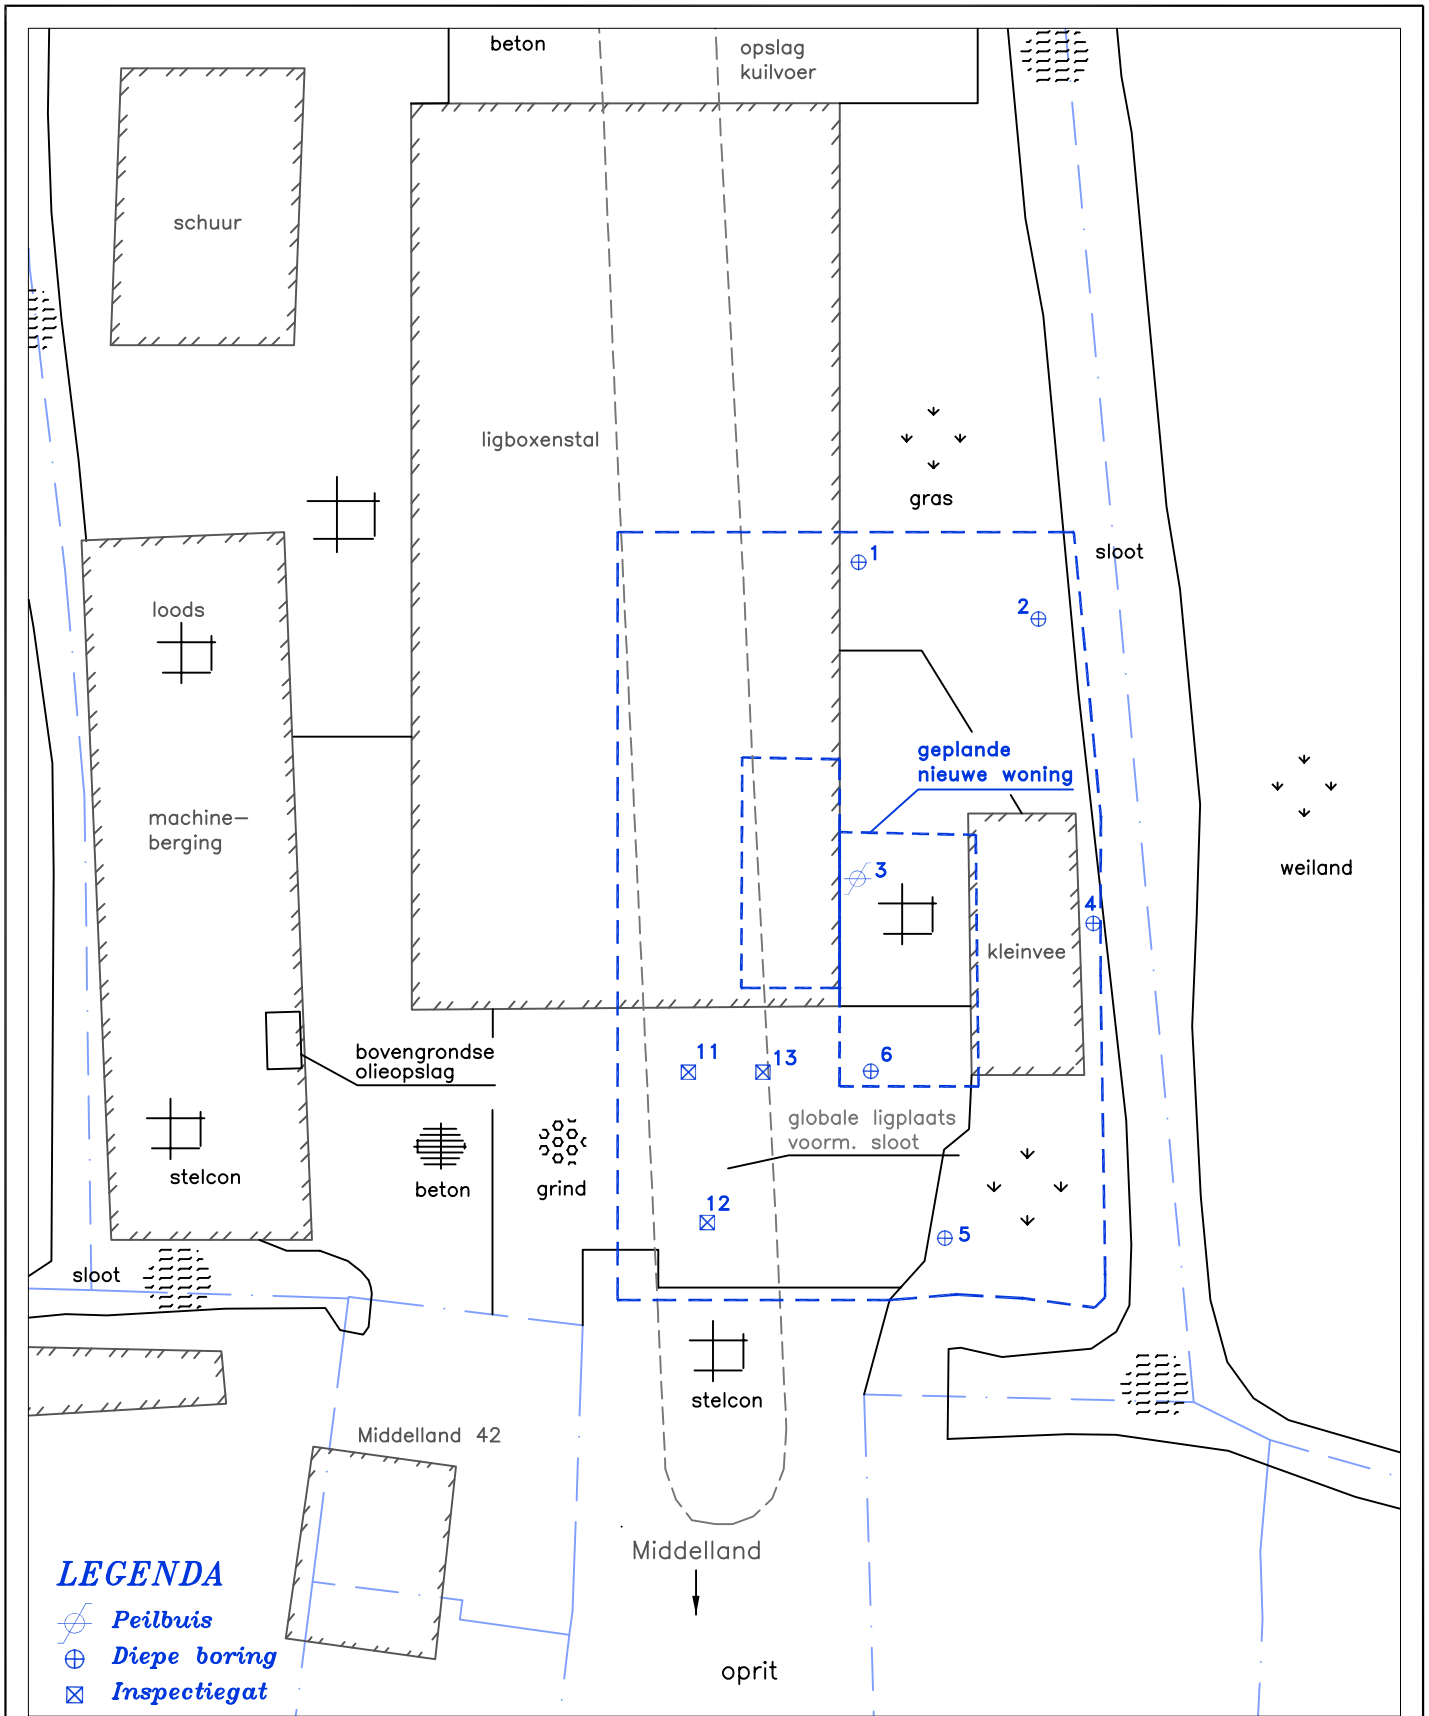 beton
opslag
kuilvoer
schuur
ligboxenstal
gras
1
sloot
2
loods
geplande
nieuwe woning
machine-
berging
3
weiland
4
kleinvee
bovengrondse
olieopslag
11
13
6
globale ligplaats
voorm. sloot
stelcon
beton
grind
12
5
sloot
stelcon
Middelland 42
Middelland
LEGENDA
Peilbuis
Diepe boring
Inspectiegat
oprit